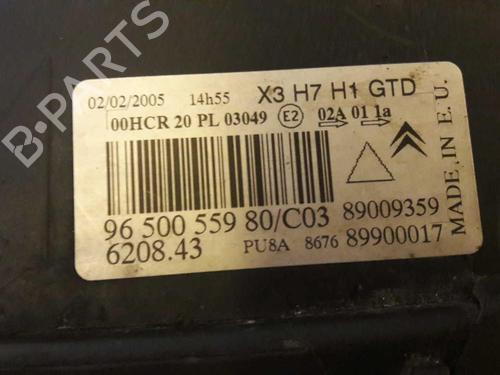 02/02/2005 14h55 X3 H7 H1 GTD
00HCR 20 PL 03049 E2 02A 01 1a
96 500 559 80/C03 89009359
6208.43 PU8A 8676 89900017
MADE IN E.U.
B-PARTS